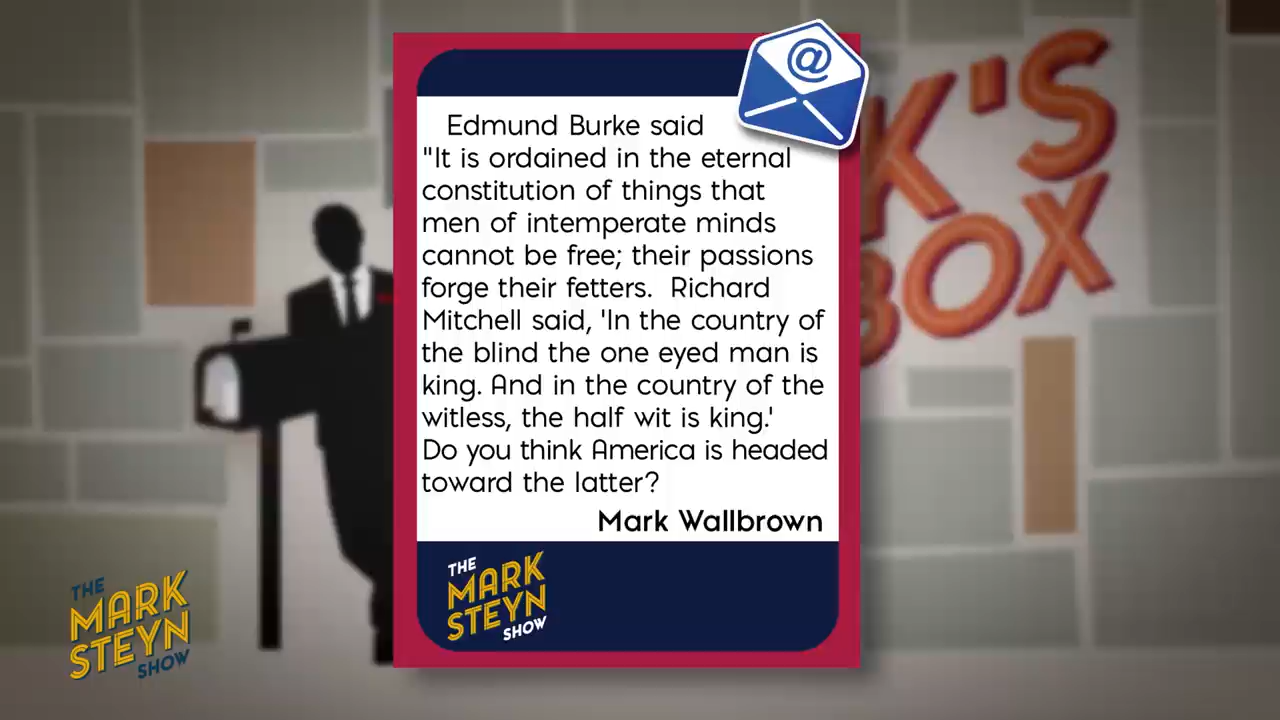 @
K'S
BOX
Edmund Burke said
"It is ordained in the eternal
constitution of things that
men of intemperate minds
cannot be free; their passions
forge their fetters.  Richard
Mitchell said, 'In the country of
the blind the one eyed man is
king. And in the country of the
witless, the half wit is king.'
Do you think America is headed
toward the latter?
Mark Wallbrown
THE
MARK
STEYN
SHOW
THE
MARK
STEYN
SHOW